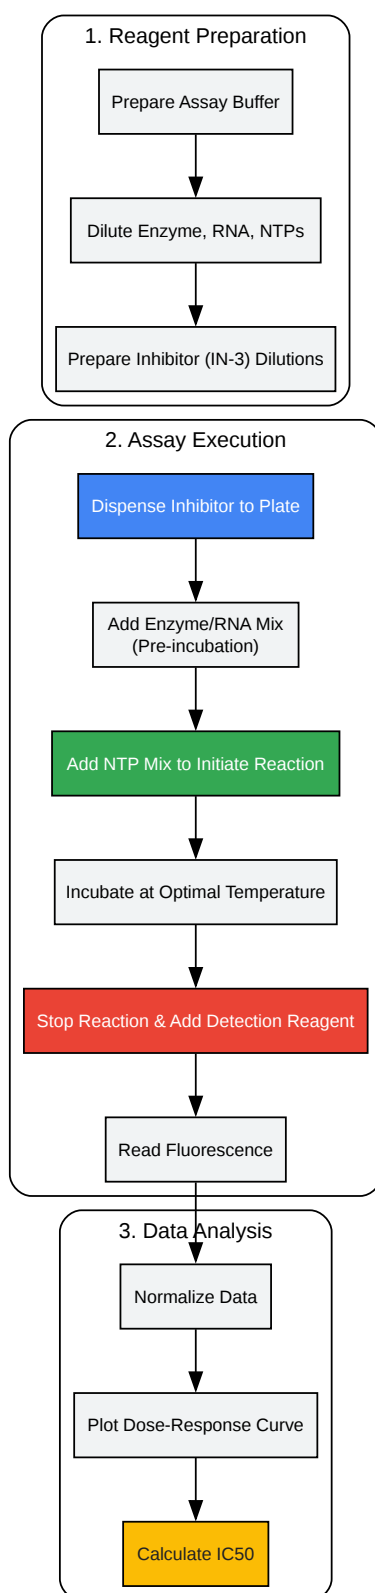 1. Reagent Preparation
Prepare Assay Buffer
Dilute Enzyme, RNA, NTPs
Prepare Inhibitor (IN-3) Dilutions
2. Assay Execution
Dispense Inhibitor to Plate
Add Enzyme/RNA Mix
(Pre-incubation)
Add NTP Mix to Initiate Reaction
Incubate at Optimal Temperature
Stop Reaction & Add Detection Reagent
Read Fluorescence
3. Data Analysis
Normalize Data
Plot Dose-Response Curve
Calculate IC50